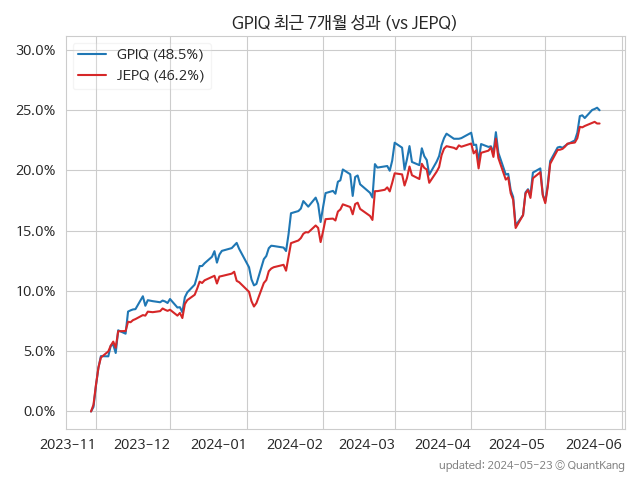 GPIQ 최근 7개월 성과 (vs JEPQ)
GPIQ (48.5%)
JEPQ (46.2%)
30.0%
25.0%
20.0%
15.0%
10.0%
5.0%
0.0%
2023-11 2023-12 2024-01 2024-02 2024-03 2024-04 2024-05 2024-06
updated: 2024-05-23 © QuantKang